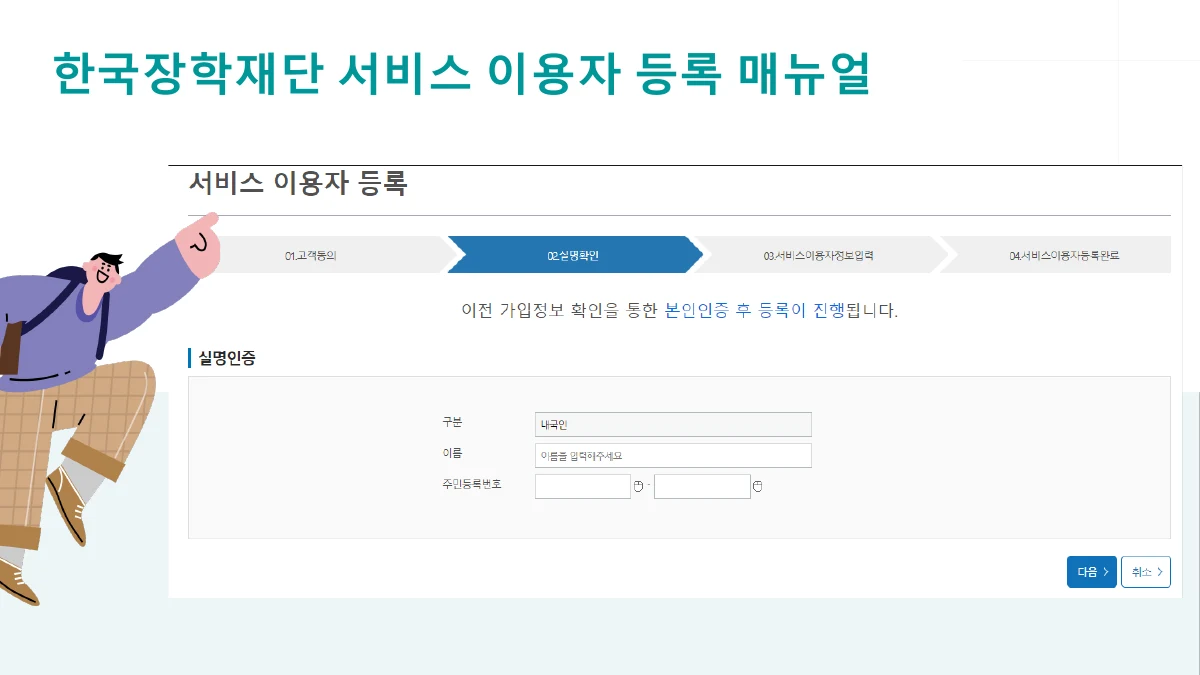 한국장학재단 서비스 이용자 등록 매뉴얼
서비스 이용자 등록
01.고객동의
02.실명확인
03.서비스이용자정보입력
04.서비스이용자등록완료
이전 가입정보 확인을 통한 본인인증 후 등록이 진행됩니다.
실명인증
구분 내국인
이름 이름을 입력해주세요
주민등록번호 -
다음 >
취소 >